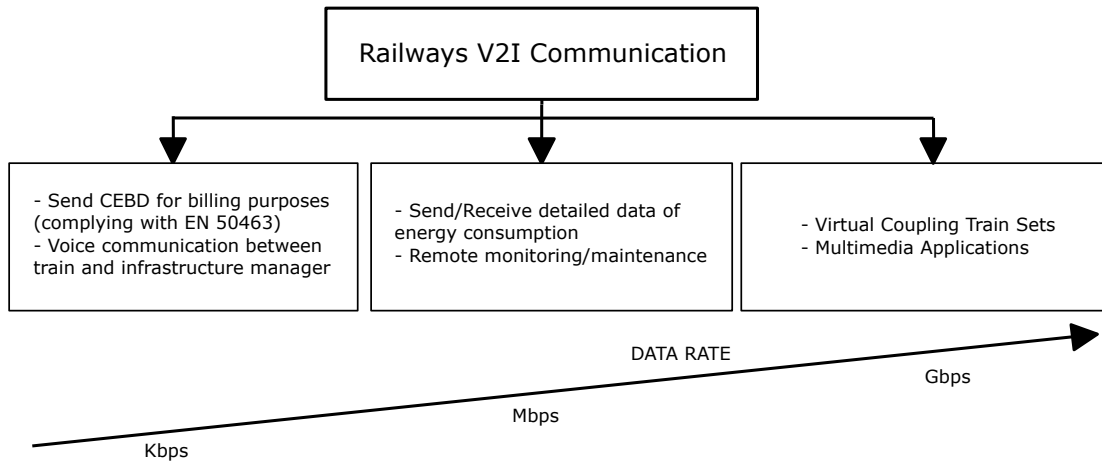 Railways V2I Communication
- Send CEBD for billing purposes
(complying with EN 50463)
- Voice communication between
train and infrastructure manager
- Send/Receive detailed data of
energy consumption
- Remote monitoring/maintenance
- Virtual Coupling Train Sets
- Multimedia Applications
DATA RATE
Kbps
Mbps
Gbps